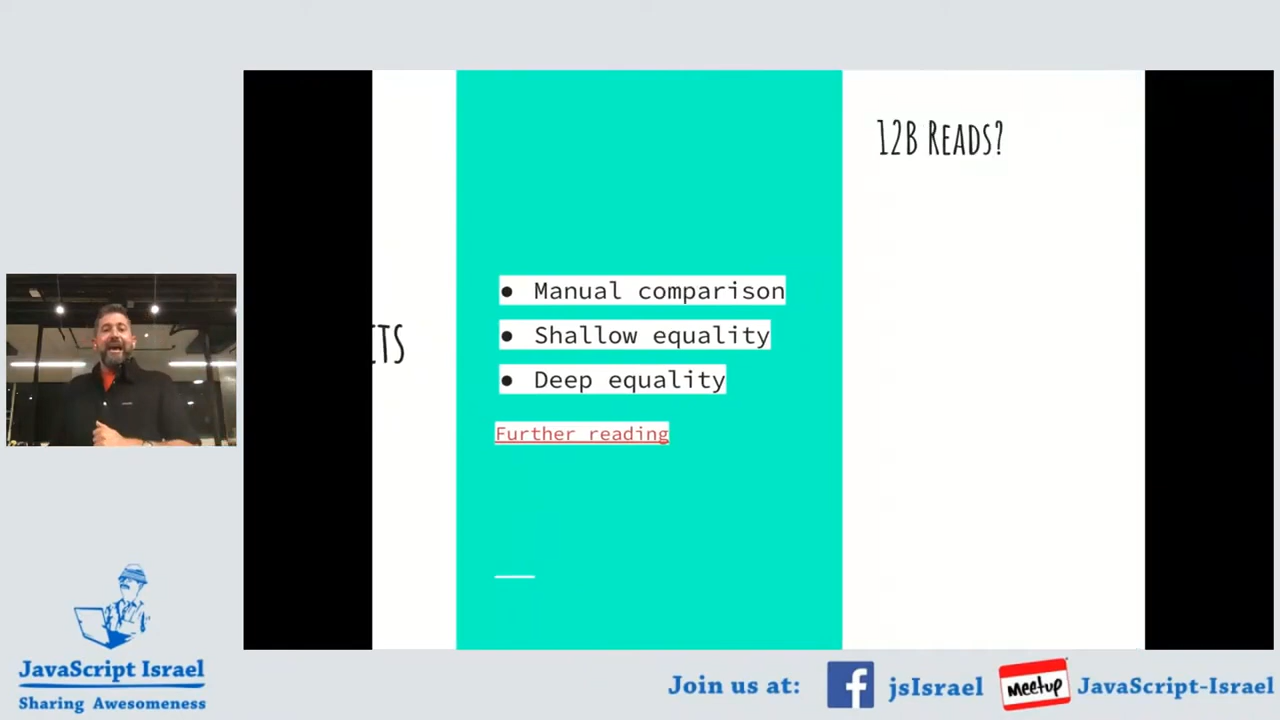 12B READS?
CTS
● Manual comparison
● Shallow equality
● Deep equality
Further reading
JavaScript Israel
Sharing Awesomeness
Join us at:
jsIsrael
meetup
JavaScript-Israel